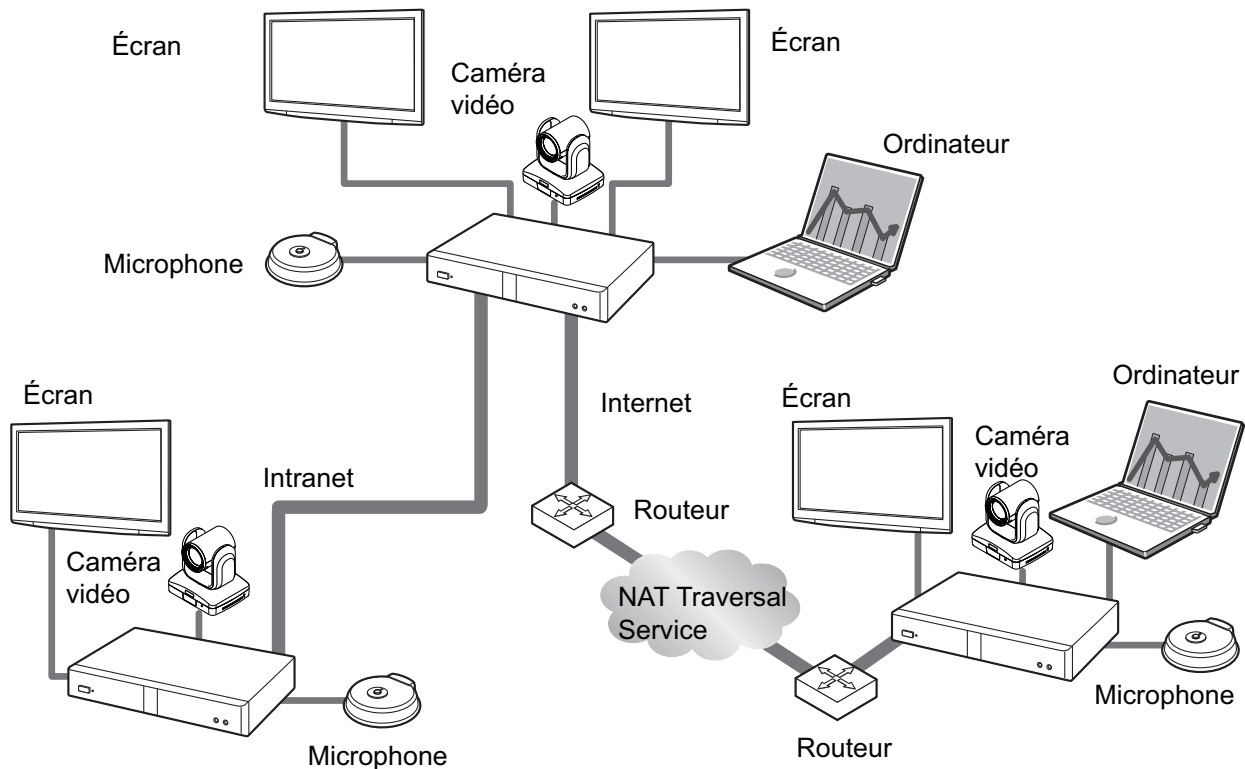 Écran
Écran
Caméra
vidéo
Ordinateur
Microphone
Écran
Internet
Écran
Ordinateur
Caméra
vidéo
Intranet
Routeur
Caméra
vidéo
NAT Traversal
Service
Microphone
Routeur
Microphone